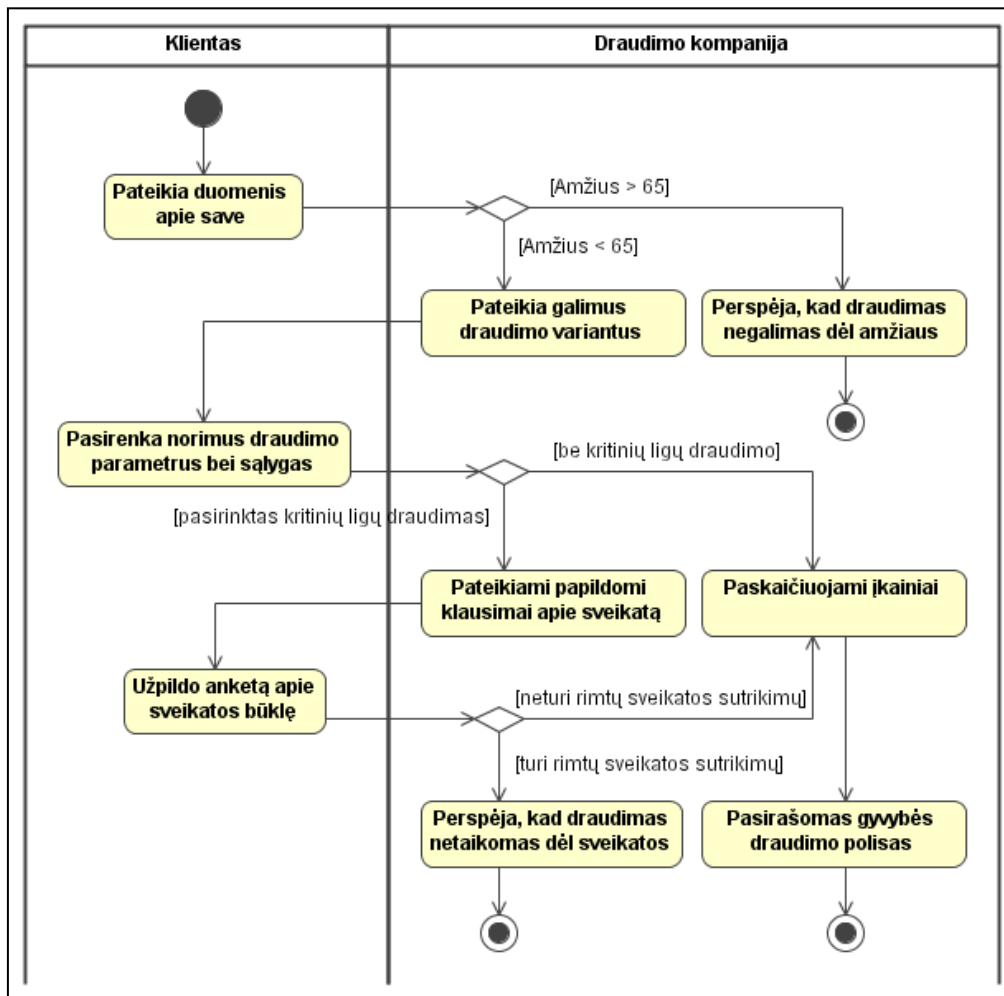 Klientas
Draudimo kompanija
Pateikia duomenis
apie save
[Amžius > 65]
[Amžius < 65]
Pateikia galimus
draudimo variantus
Perspėja, kad draudimas
negalimas dėl amžiaus
Pasirenka norimus draudimo
parametrus bei sąlygas
[be kritinių ligų draudimo]
[pasirinktas kritinių ligų draudimas]
Pateikiami papildomi
klausimai apie sveikatą
Paskaičiuojami įkainiai
Užpildo anketą apie
sveikatos būklę
[neturi rimtų sveikatos sutrikimų]
[turi rimtų sveikatos sutrikimų]
Perspėja, kad draudimas
netaikomas dėl sveikatos
Pasirašomas gyvybės
draudimo polisas